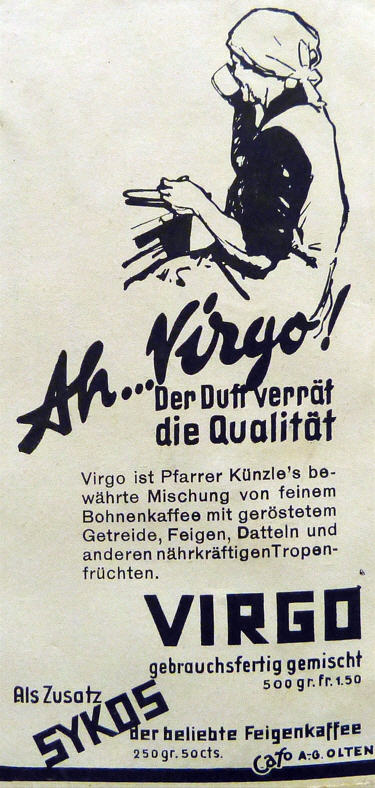 Ah...Virgo!
Der Duft verrät
die Qualität
Virgo ist Pfarrer Künzle's be-
währte Mischung von feinem
Bohnenkaffee mit geröstetem
Getreide, Feigen, Datteln und
anderen nährkräftigen Tropen-
früchten.
VIRGO
gebrauchsfertig gemischt
500 gr. fr. 1.50
Als Zusatz
SYKOS
der beliebte Feigenkaffee
250 gr. 50 cts.
Cafo A.-G. OLTEN